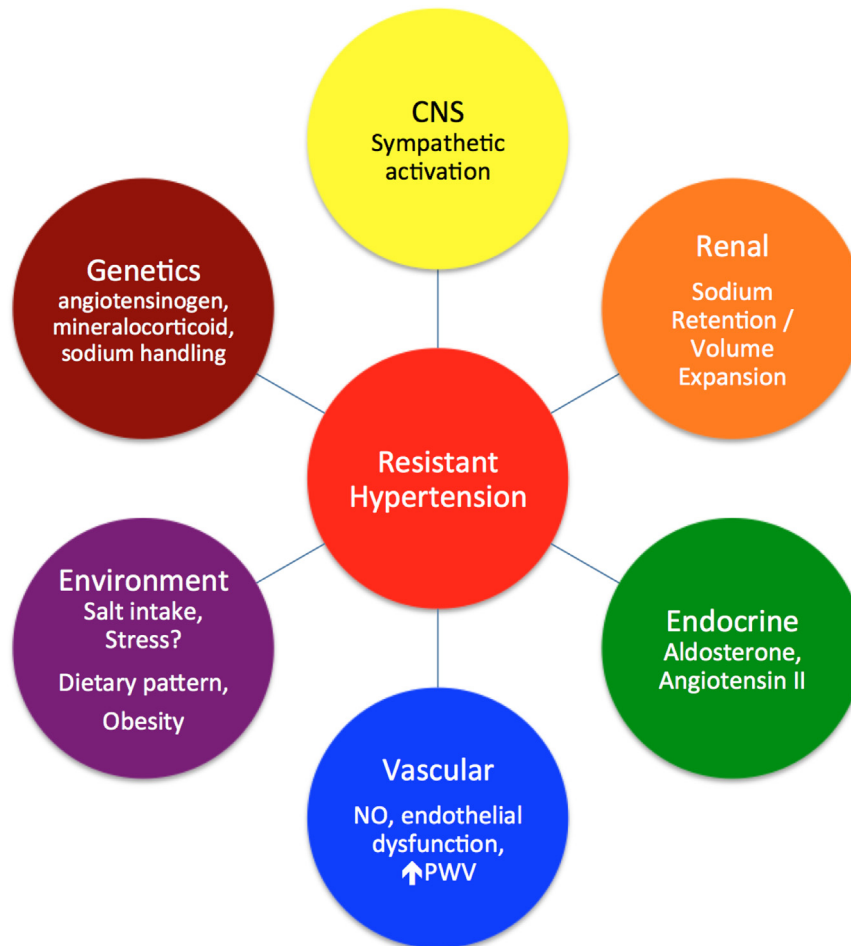 CNS
Sympathetic
activation
Renal
Sodium
Retention /
Volume
Expansion
Endocrine
Aldosterone,
Angiotensin II
Vascular
NO, endothelial
dysfunction,
⬆PWV
Environment
Salt intake,
Stress?
Dietary pattern,
Obesity
Genetics
angiotensinogen,
mineralocorticoid,
sodium handling
Resistant
Hypertension